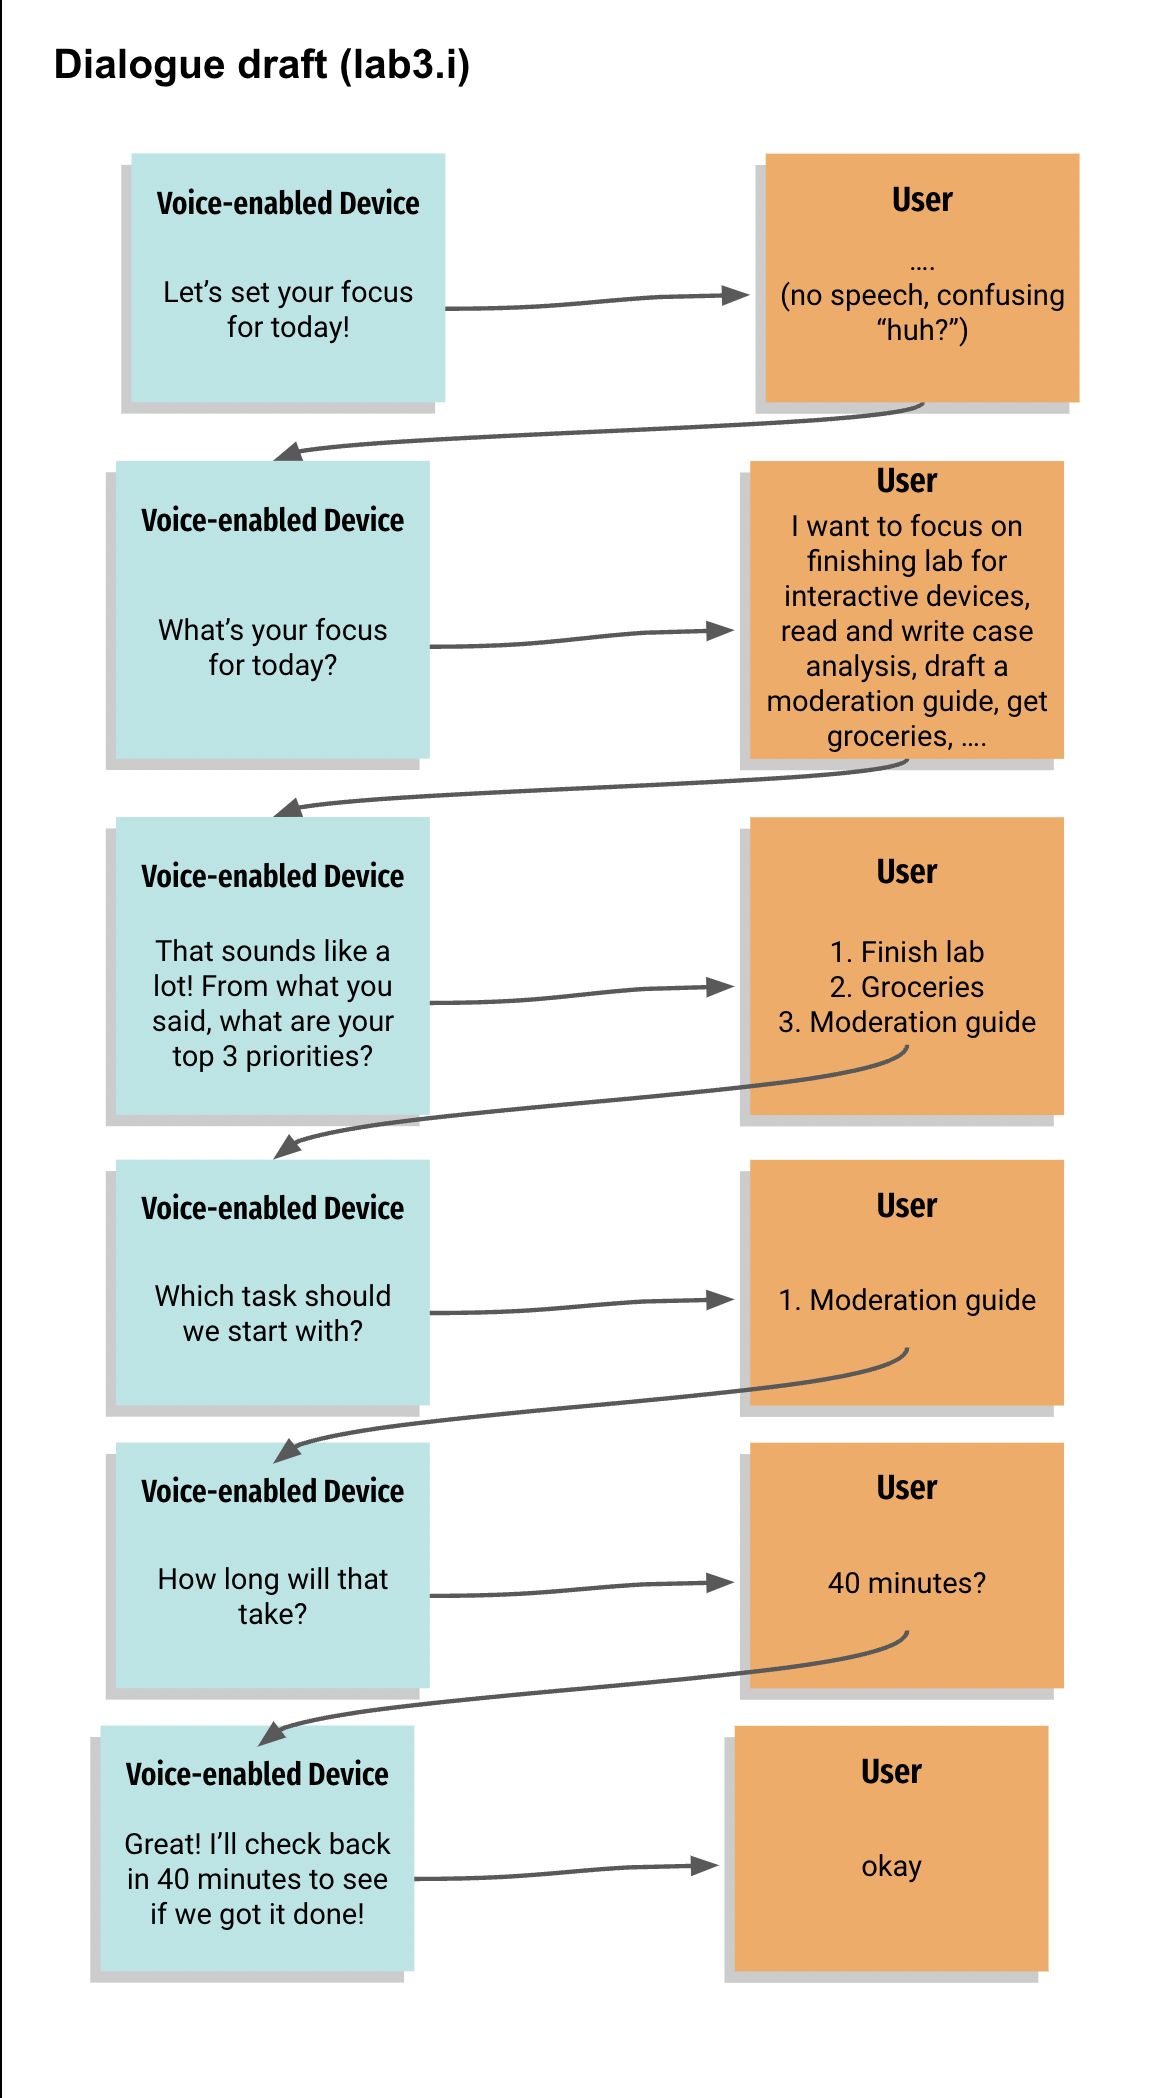 Dialogue draft (lab3.i)
Voice-enabled Device
Let’s set your focus
for today!
User
....
(no speech, confusing
“huh?”)
Voice-enabled Device
What’s your focus
for today?
User
I want to focus on
finishing lab for
interactive devices,
read and write case
analysis, draft a
moderation guide, get
groceries, ....
Voice-enabled Device
That sounds like a
lot! From what you
said, what are your
top 3 priorities?
User
1. Finish lab
2. Groceries
3. Moderation guide
Voice-enabled Device
Which task should
we start with?
User
1. Moderation guide
Voice-enabled Device
How long will that
take?
User
40 minutes?
Voice-enabled Device
Great! I’ll check back
in 40 minutes to see
if we got it done!
User
okay